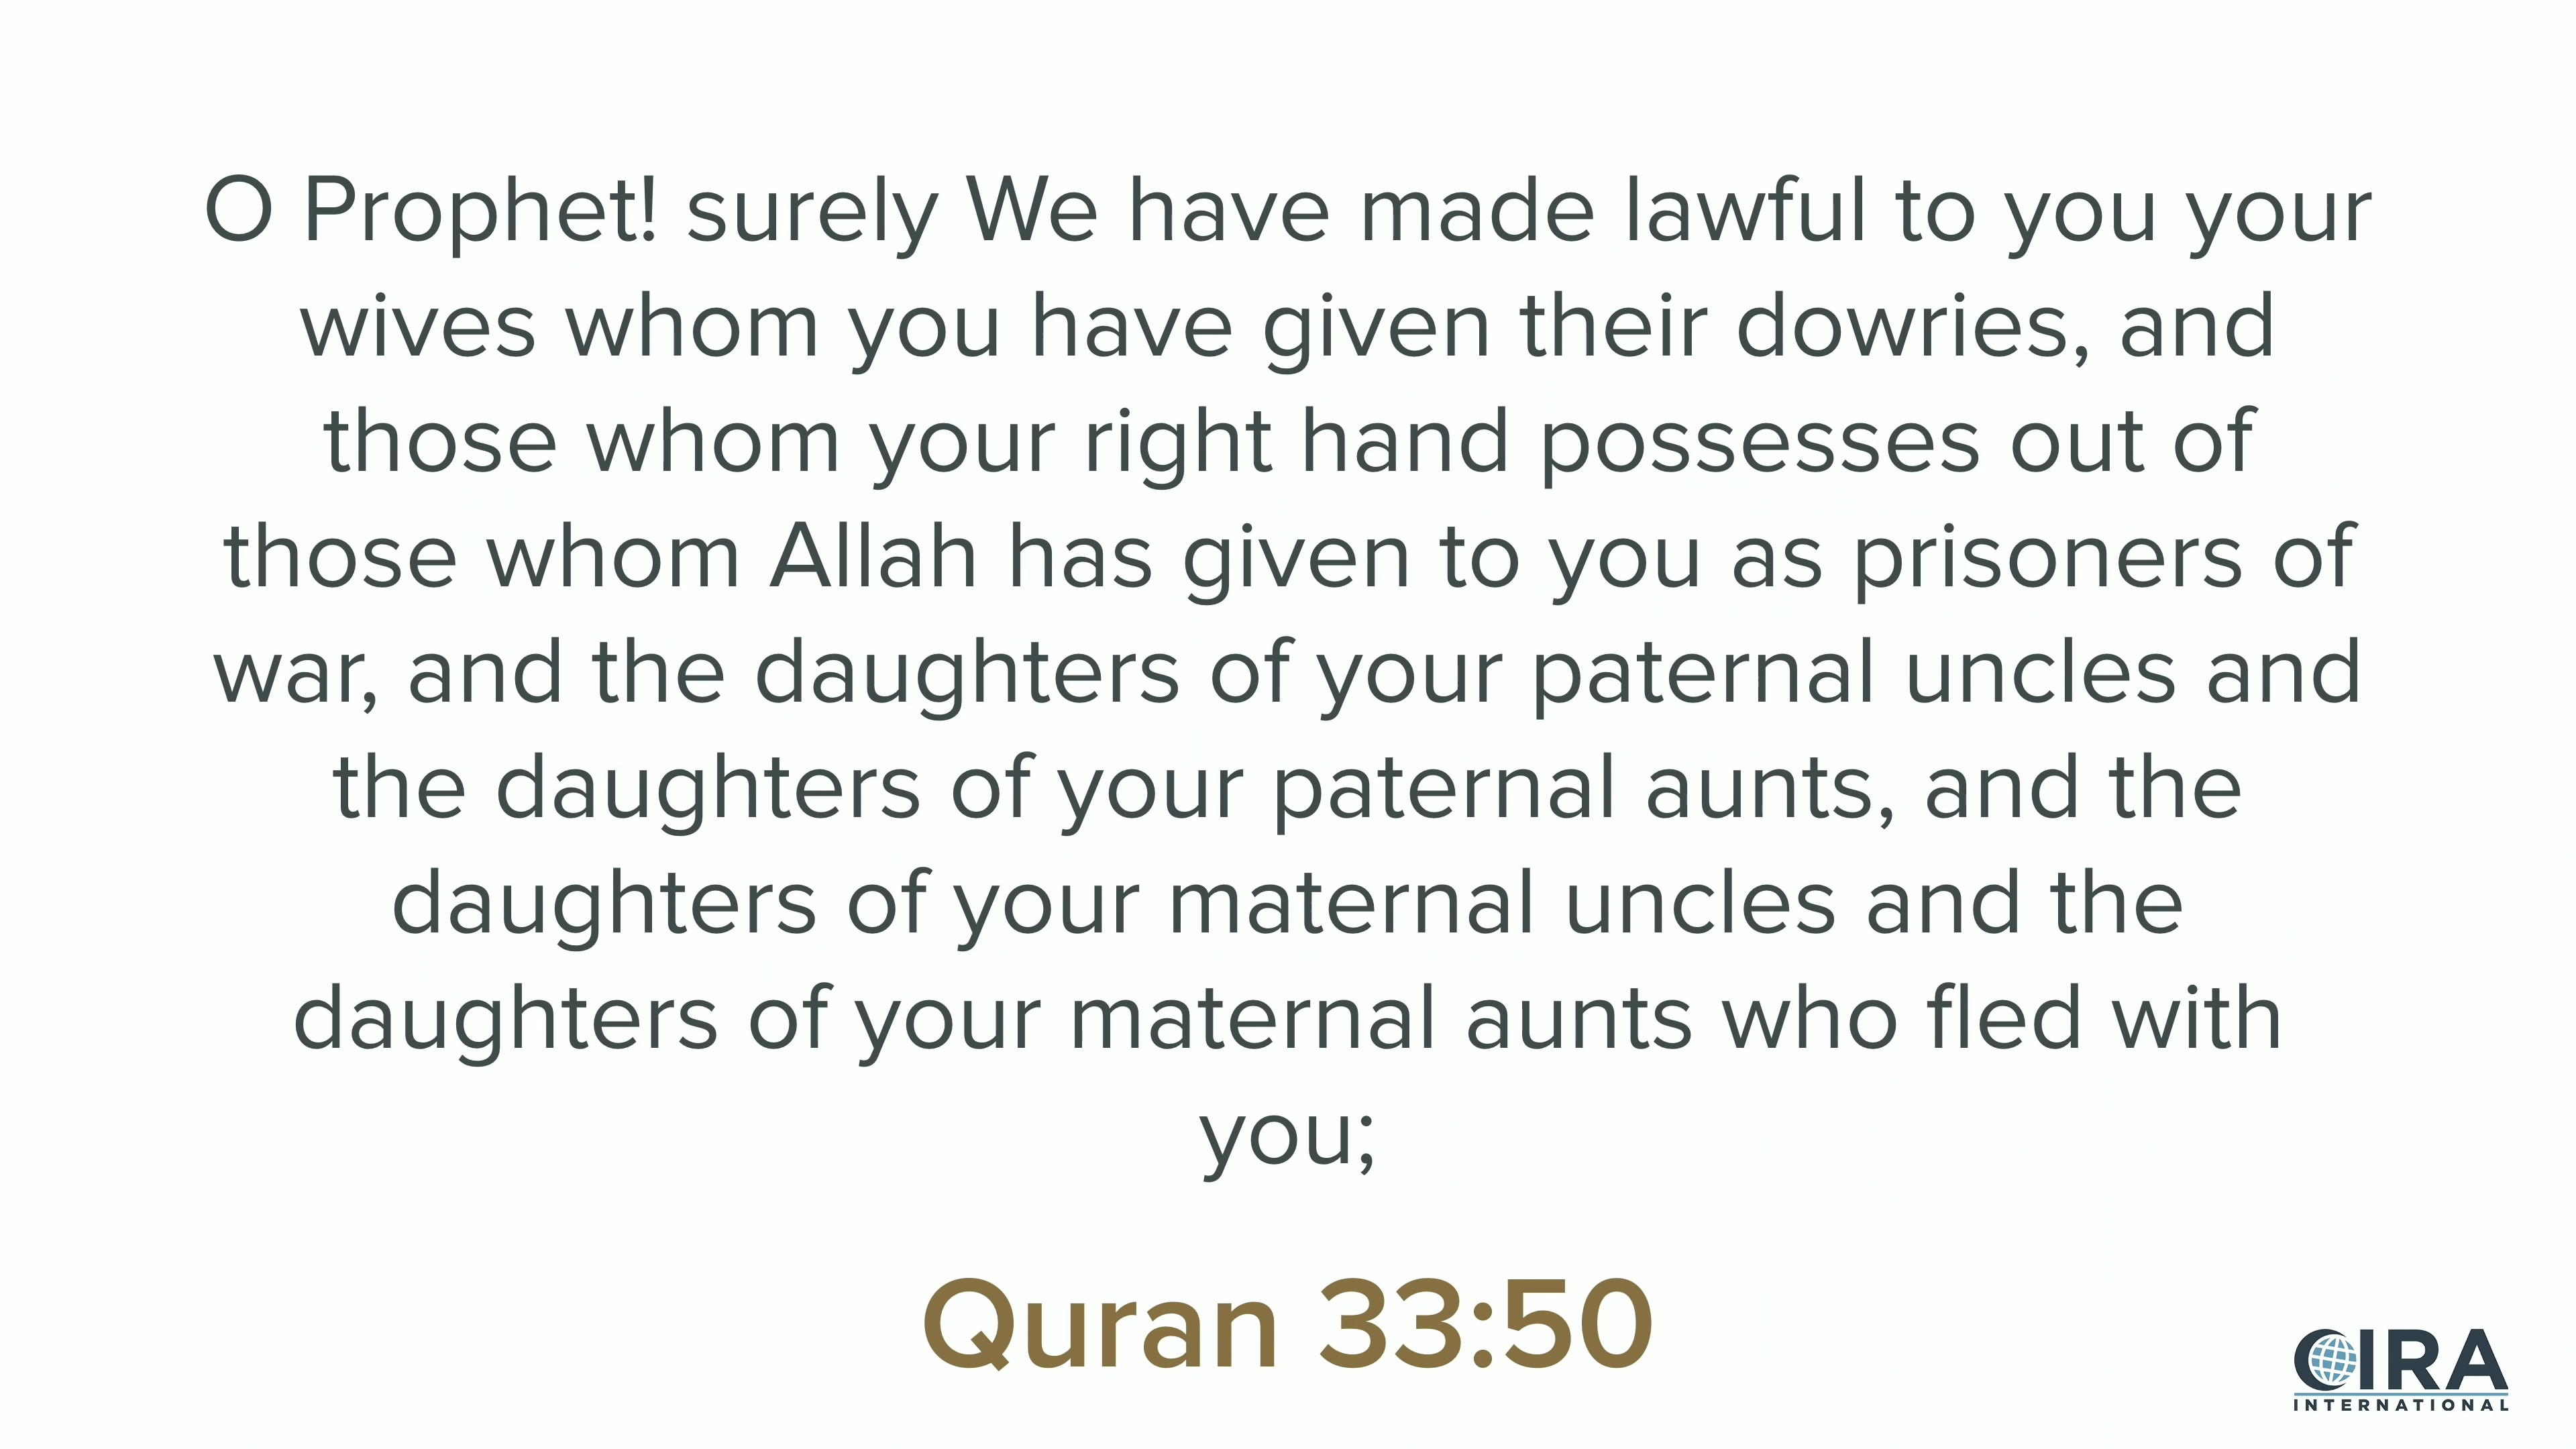 O Prophet! surely We have made lawful to you your
wives whom you have given their dowries, and
those whom your right hand possesses out of
those whom Allah has given to you as prisoners of
war, and the daughters of your paternal uncles and
the daughters of your paternal aunts, and the
daughters of your maternal uncles and the
daughters of your maternal aunts who fled with
you;
Quran 33:50
CIRA
INTERNATIONAL